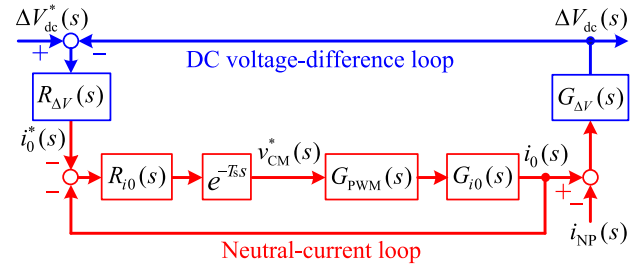 ΔV*dc(s) ΔVdc(s)
+ −
DC voltage-difference loop
RΔV(s) GΔV(s)
i*0(s) v*CM(s) i0(s)
−
Ri0(s) e^−Tss GPWM(s) Gi0(s)
− + −
iNP(s)
Neutral-current loop